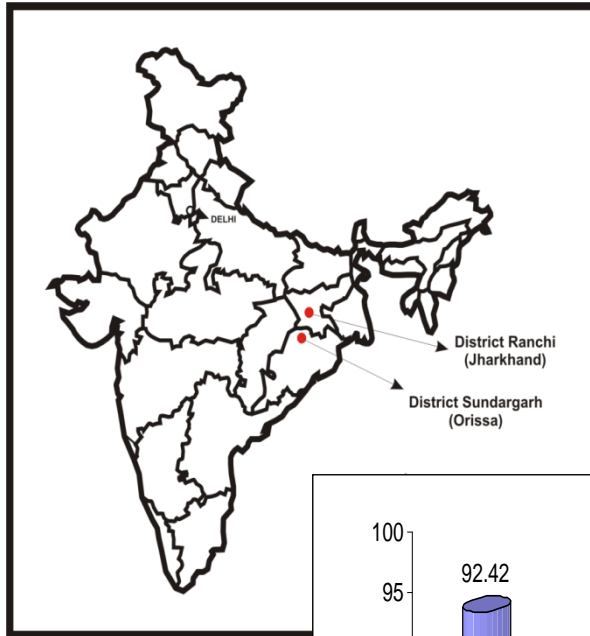 DELHI
District Ranchi
(Jharkhand)
District Sundargarh
(Orissa)
100
92.42
95